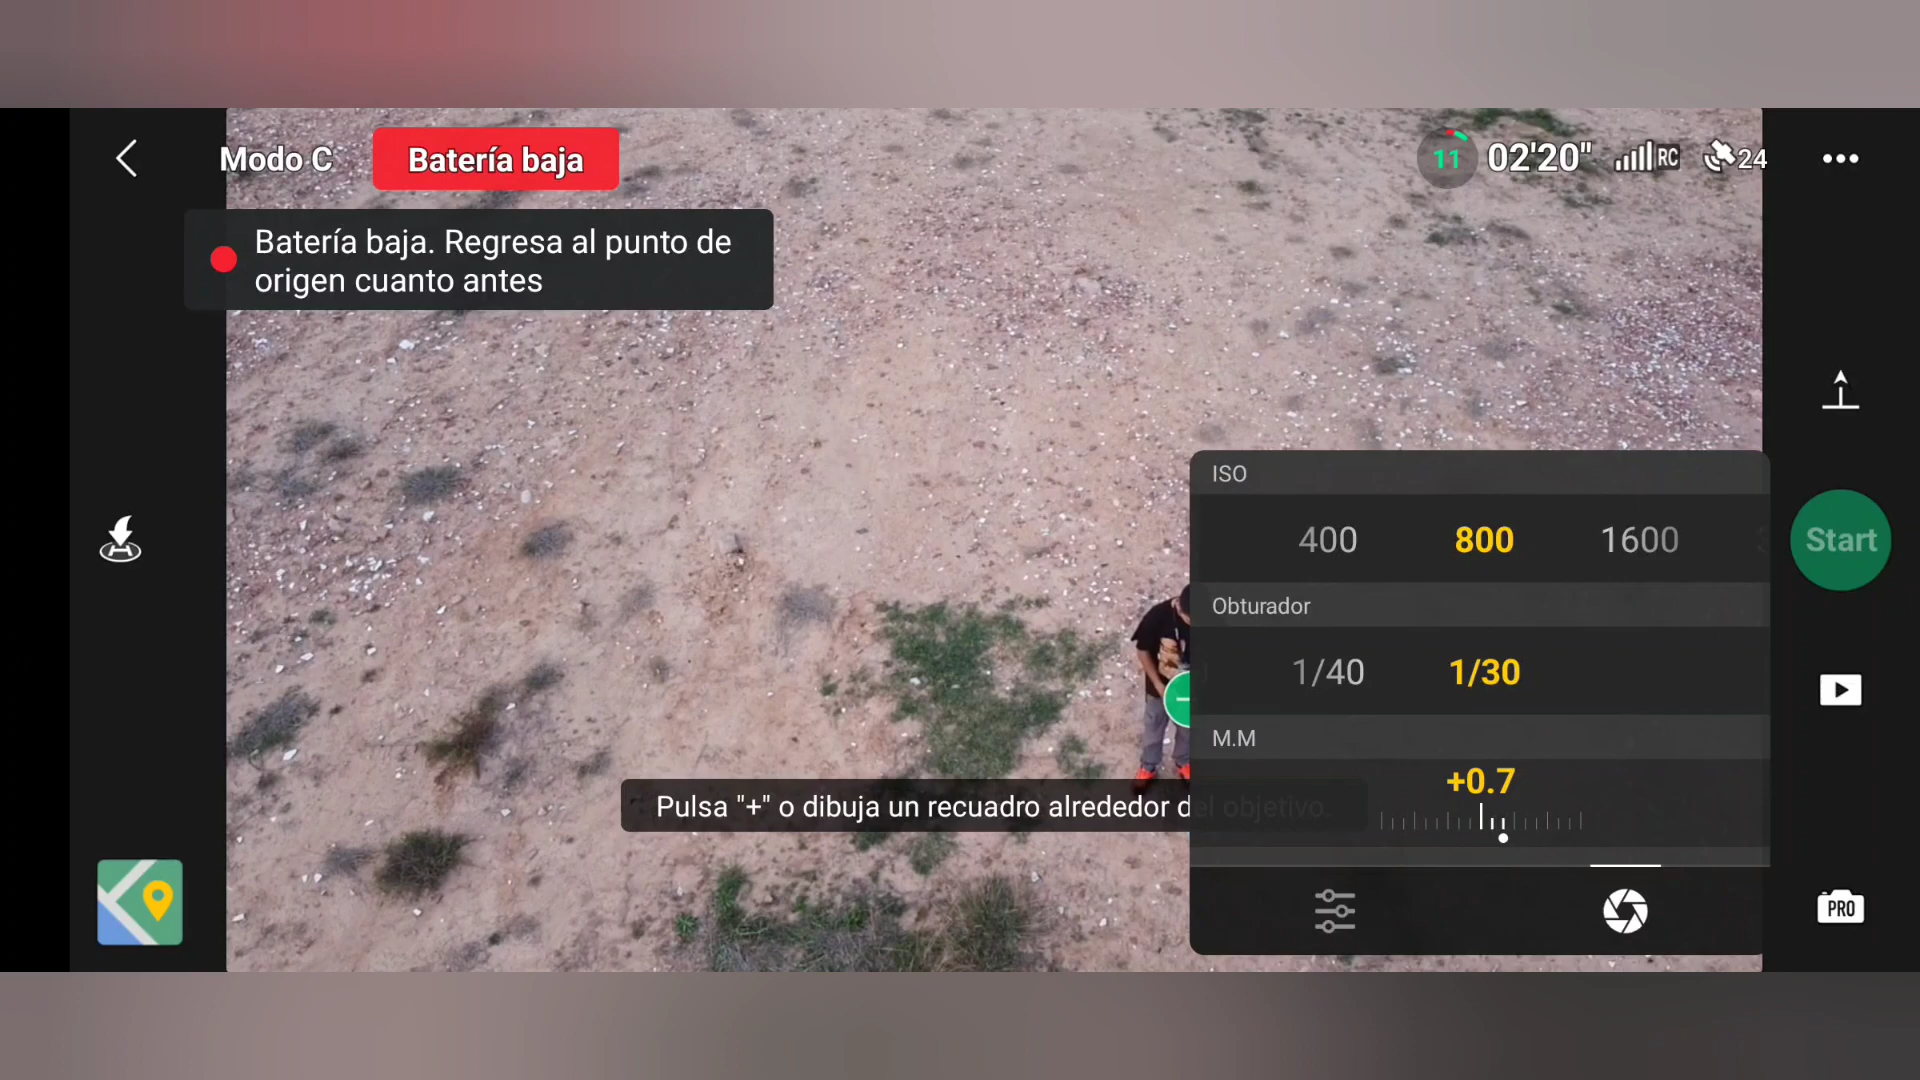 Modo C
Batería baja
11
02'20"
RC
24
Batería baja. Regresa al punto de
origen cuanto antes
ISO
400 800 1600
Start
Obturador
1/40 1/30
M.M
+0.7
Pulsa "+" o dibuja un recuadro alrededor del objetivo
PRO